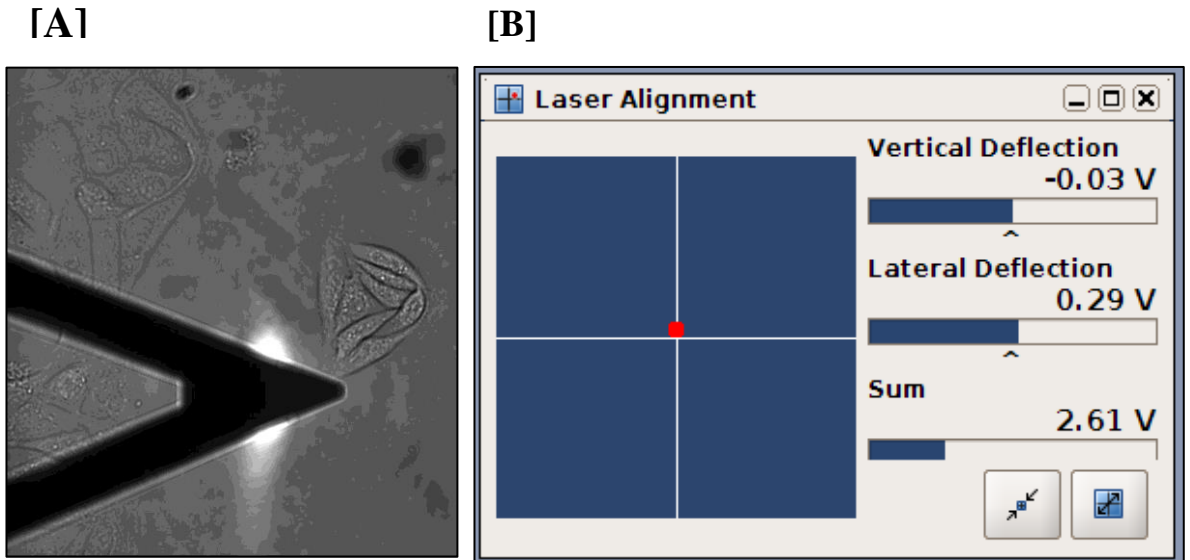 [A]
[B]
Laser Alignment
Vertical Deflection
-0.03 V
Lateral Deflection
0.29 V
Sum
2.61 V